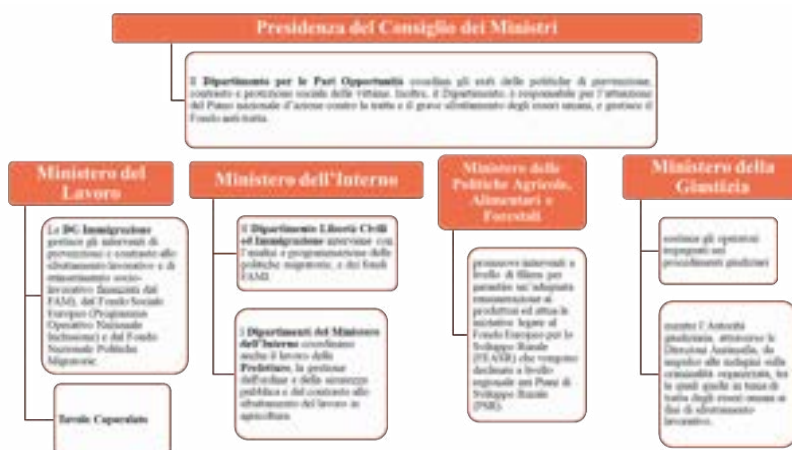 Presidenza del Consiglio dei Ministri
Il Dipartimento per le Pari Opportunità coordina gli esiti delle politiche di prevenzione,
contrasto e protezione sociale delle vittime. Inoltre, il Dipartimento, è responsabile per l'attuazione
del Piano nazionale d'azione contro la tratta e il grave sfruttamento degli esseri umani, e gestisce il
Fondo anti-tratta.
Ministero del
Lavoro
La DG Immigrazione
gestisce gli interventi di
prevenzione e contrasto allo
sfruttamento lavorativo e di
reinserimento socio-
lavorativo finanziati dal
FAMI, dal Fondo Sociale
Europeo (Programma
Operativo Nazionale
Inclusione) e dal Fondo
Nazionale Politiche
Migratorie.
Tavolo Caporalato
Ministero dell'Interno
Il Dipartimento Libertà Civili
ed Immigrazione interviene con
l'analisi e programmazione delle
politiche migratorie, e dei fondi
FAMI.
I Dipartimenti del Ministero
dell'Interno coordinano
anche il lavoro delle
Prefetture, la gestione
dell'ordine e della sicurezza
pubblica e del contrasto allo
sfruttamento del lavoro in
agricoltura.
Ministero delle
Politiche Agricole,
Alimentari e
Forestali
promuove interventi a
livello di filiera per
garantire un'adeguata
remunerazione ai
produttori ed attua le
iniziative legate al
Fondo Europeo per lo
Sviluppo Rurale
(FEASR) che vengono
declinate a livello
regionale nei Piani di
Sviluppo Rurale
(PSR).
Ministero della
Giustizia
sostiene gli operatori
impegnati nei
procedimenti giudiziari
mentre l'Autorità
giudiziaria, attraverso le
Direzioni Antimafia, da
impulso alle indagini sulla
criminalità organizzata, tra
le quali quelle in tema di
tratta degli esseri umani ai
fini di sfruttamento
lavorativo.